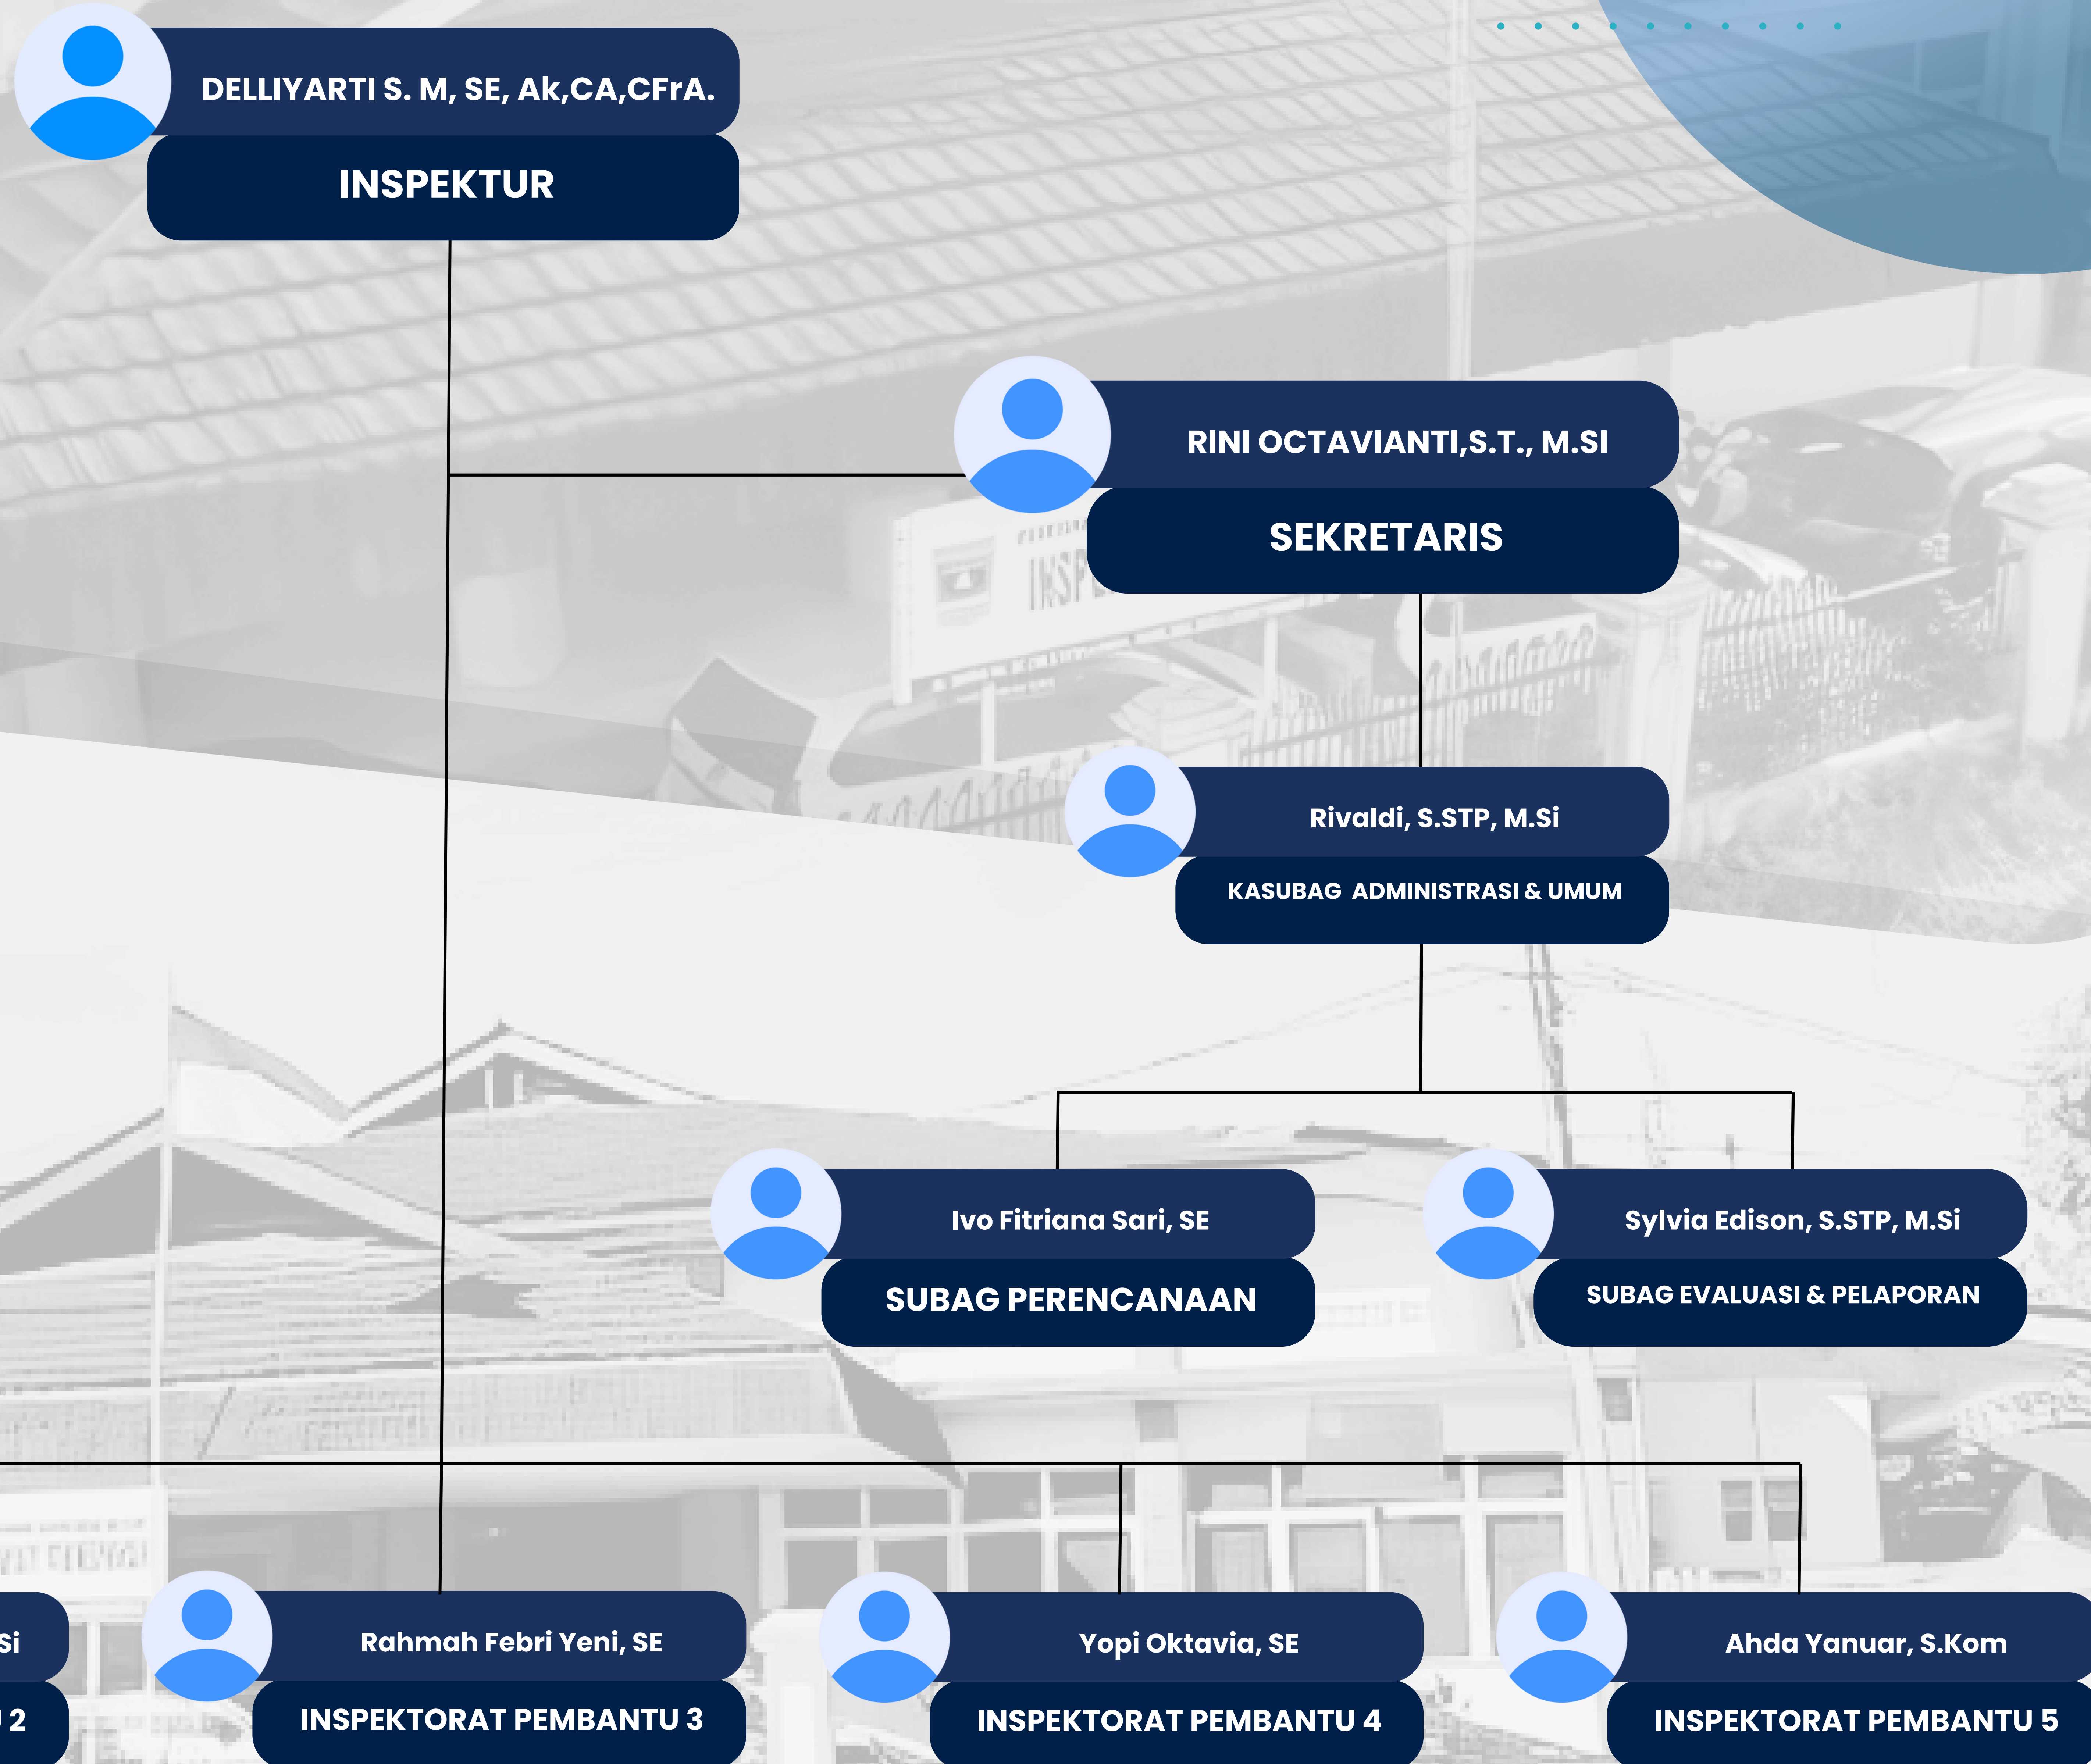 DELLIYARTI S. M, SE, Ak,CA,CFrA.
INSPEKTUR
RINI OCTAVIANTI,S.T., M.SI
SEKRETARIS
Rivaldi, S.STP, M.Si
KASUBAG ADMINISTRASI & UMUM
Ivo Fitriana Sari, SE
SUBAG PERENCANAAN
Sylvia Edison, S.STP, M.Si
SUBAG EVALUASI & PELAPORAN
Si
2
Rahmah Febri Yeni, SE
INSPEKTORAT PEMBANTU 3
Yopi Oktavia, SE
INSPEKTORAT PEMBANTU 4
Ahda Yanuar, S.Kom
INSPEKTORAT PEMBANTU 5